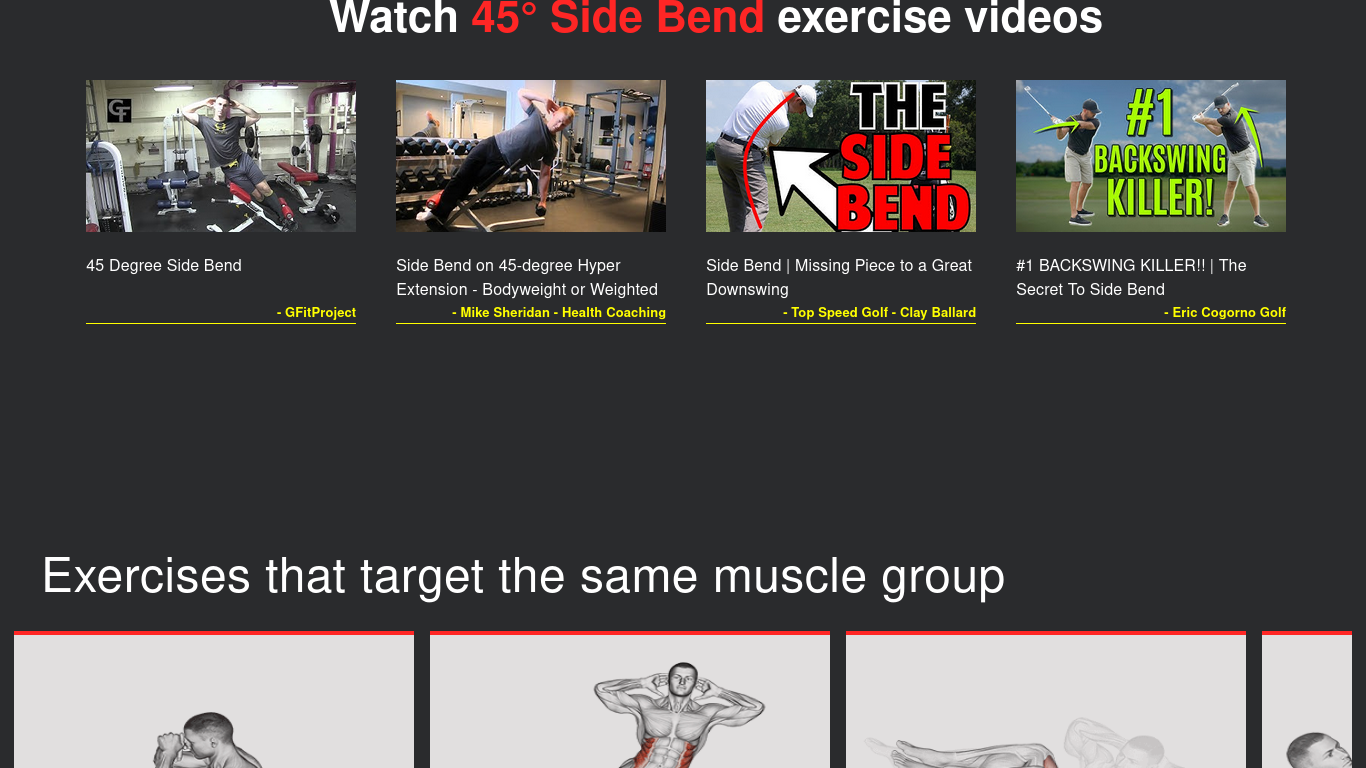 Watch 45° Side Bend exercise videos
GF
THE
SIDE
BEND
#1
BACKSWING
KILLER!
45 Degree Side Bend
- GFitProject
Side Bend on 45-degree Hyper
Extension - Bodyweight or Weighted
- Mike Sheridan - Health Coaching
Side Bend | Missing Piece to a Great
Downswing
- Top Speed Golf - Clay Ballard
#1 BACKSWING KILLER!! | The
Secret To Side Bend
- Eric Cogorno Golf
Exercises that target the same muscle group